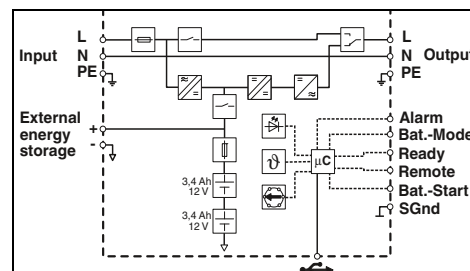 L
L
Input
N
N
Output
PE
PE
External
energy
storage
+
-
3,4 Ah
12 V
3,4 Ah
12 V
ϑ
µC
Alarm
Bat.-Mode
Ready
Remote
Bat.-Start
SGnd